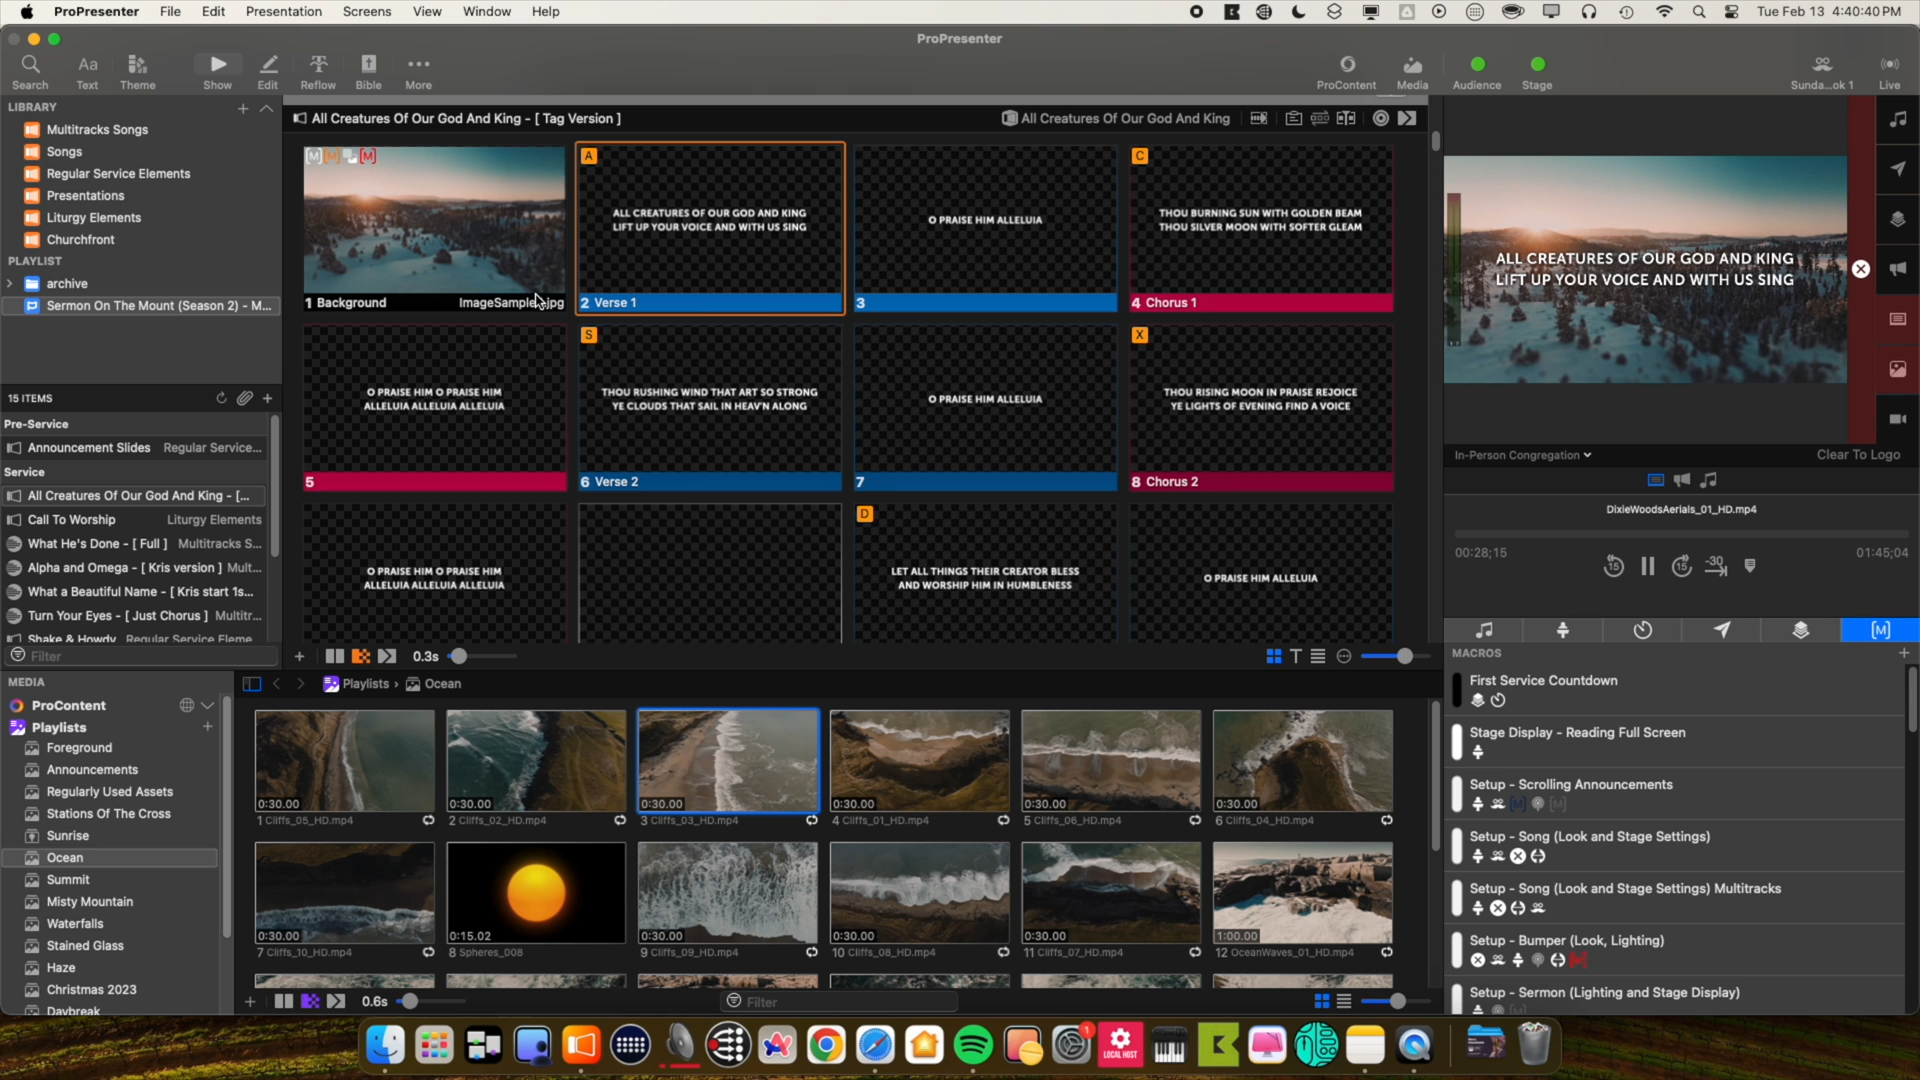 ProPresenter File Edit Presentation Screens View Window Help
Tue Feb 13 4:40:40 PM
ProPresenter
Search Text Theme Show Edit Reflow Bible More
ProContent Media Audience Stage Sunda...ok 1 Live
LIBRARY
Multitracks Songs
Songs
Regular Service Elements
Presentations
Liturgy Elements
Churchfront
PLAYLIST
archive
Sermon On The Mount (Season 2) - M...
15 ITEMS
Pre-Service
Announcement Slides Regular Service...
Service
All Creatures Of Our God And King - [...
Call To Worship Liturgy Elements
What He's Done - [ Full ] Multitracks S...
Alpha and Omega - [ Kris version ] Mult...
What a Beautiful Name - [ Kris start 1s...
Turn Your Eyes - [ Just Chorus ] Multitr...
Shake & Howdy Regular Service Eleme
Filter
All Creatures Of Our God And King - [ Tag Version ]
All Creatures Of Our God And King
[M] [M] [M]
1 Background
A
ALL CREATURES OF OUR GOD AND KING
LIFT UP YOUR VOICE AND WITH US SING
2 Verse 1
O PRAISE HIM ALLELUIA
3
C
THOU BURNING SUN WITH GOLDEN BEAM
THOU SILVER MOON WITH SOFTER GLEAM
4 Chorus 1
O PRAISE HIM O PRAISE HIM
ALLELUIA ALLELUIA ALLELUIA
5
S
THOU RUSHING WIND THAT ART SO STRONG
YE CLOUDS THAT SAIL IN HEAV'N ALONG
6 Verse 2
O PRAISE HIM ALLELUIA
7
X
THOU RISING MOON IN PRAISE REJOICE
YE LIGHTS OF EVENING FIND A VOICE
8 Chorus 2
O PRAISE HIM O PRAISE HIM
ALLELUIA ALLELUIA ALLELUIA
D
LET ALL THINGS THEIR CREATOR BLESS
AND WORSHIP HIM IN HUMBLENESS
O PRAISE HIM ALLELUIA
0.3s
ALL CREATURES OF OUR GOD AND KING
LIFT UP YOUR VOICE AND WITH US SING
In-Person Congregation
Clear To Logo
DixieWoodsAerials_01_HD.mp4
00:28;15
01:45;04
15 15 -30
[M]
MACROS
First Service Countdown
Stage Display - Reading Full Screen
Setup - Scrolling Announcements
Setup - Song (Look and Stage Settings)
Setup - Song (Look and Stage Settings) Multitracks
Setup - Bumper (Look, Lighting)
Setup - Sermon (Lighting and Stage Display)
MEDIA
ProContent
Playlists
Foreground
Announcements
Regularly Used Assets
Stations Of The Cross
Sunrise
Ocean
Summit
Misty Mountain
Waterfalls
Stained Glass
Haze
Christmas 2023
Daybreak
Playlists › Ocean
0:30.00
1 Cliffs_05_HD.mp4
0:30.00
2 Cliffs_02_HD.mp4
0:30.00
3 Cliffs_03_HD.mp4
0:30.00
4 Cliffs_01_HD.mp4
0:30.00
5 Cliffs_06_HD.mp4
0:30.00
6 Cliffs_04_HD.mp4
0:30.00
7 Cliffs_10_HD.mp4
0:15.02
8 Spheres_008
0:30.00
9 Cliffs_09_HD.mp4
0:30.00
10 Cliffs_08_HD.mp4
0:30.00
11 Cliffs_07_HD.mp4
1:00.00
12 OceanWaves_01_HD.mp4
0.6s
Filter
1
LOCAL HOST